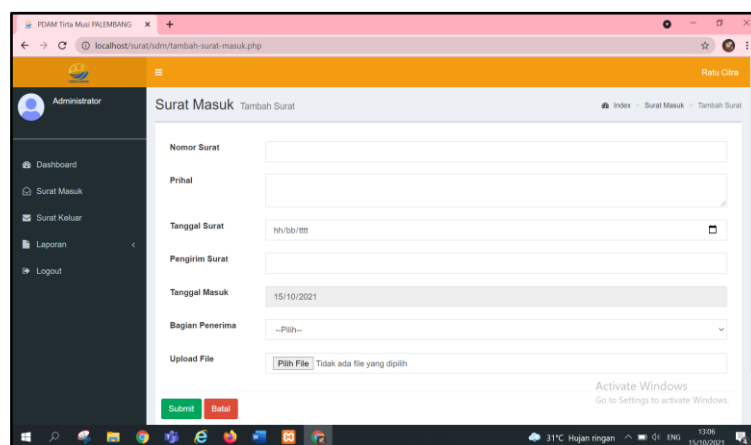 PDAM Tirta Musi PALEMBANG
localhost/surat/sdm/tambah-surat-masuk.php
Ratu Citra
Administrator
Surat Masuk Tambah Surat
Index > Surat Masuk > Tambah Surat
Dashboard
Surat Masuk
Surat Keluar
Laporan
Logout
Nomor Surat
Prihal
Tanggal Surat
hh/bb/tttt
Pengirim Surat
Tanggal Masuk
15/10/2021
Bagian Penerima
--Pilih--
Upload File
Pilih File Tidak ada file yang dipilih
Submit Batal
Activate Windows
Go to Settings to activate Windows.
31°C Hujan ringan ENG
13:06
15/10/2021